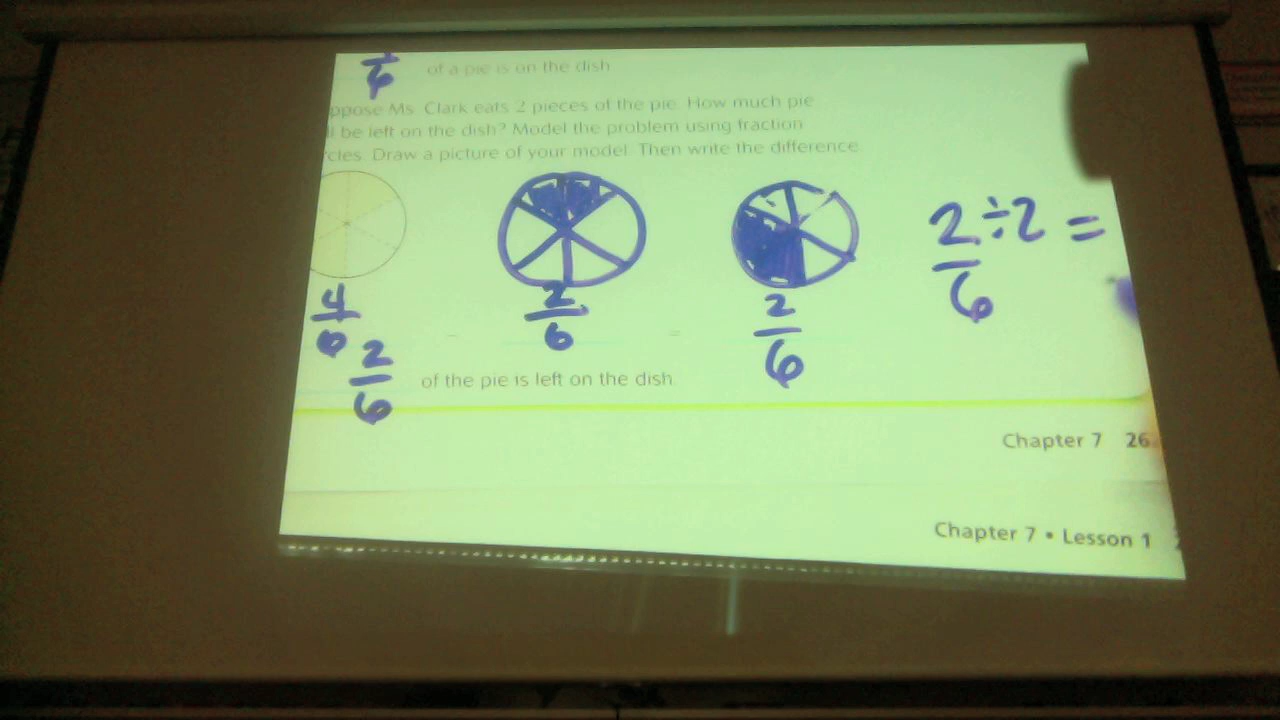 of a pie is on the dish
Ms. Clark eats 2 pieces of the pie. How much pie
be left on the dish? Model the problem using fraction
Draw a picture of your model. Then write the difference.
4/6 - 2/6 = 2/6
2/6 ÷2 =
2/6 of the pie is left on the dish.
Chapter 7 26
Chapter 7 • Lesson 1